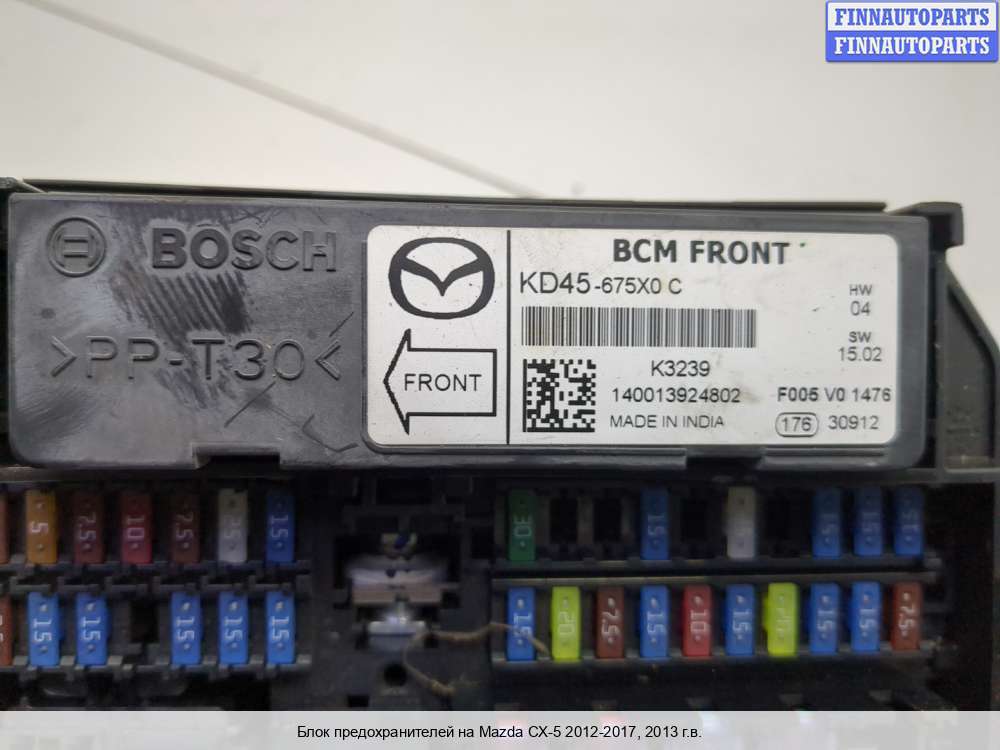 FINNAUTOPARTS
FINNAUTOPARTS
BOSCH
>PP-T30<
FRONT
BCM FRONT
KD45-675X0 C
HW
04
SW
15.02
K3239
140013924802
F005 V0 1476
MADE IN INDIA
176 30912
5 7.5 10 7.5 25 15
30 15 15 15 15
15 15 15 15 15
15 20 7.5 15 10 15 20 15 15 7.5
Блок предохранителей на Mazda CX-5 2012-2017, 2013 г.в.